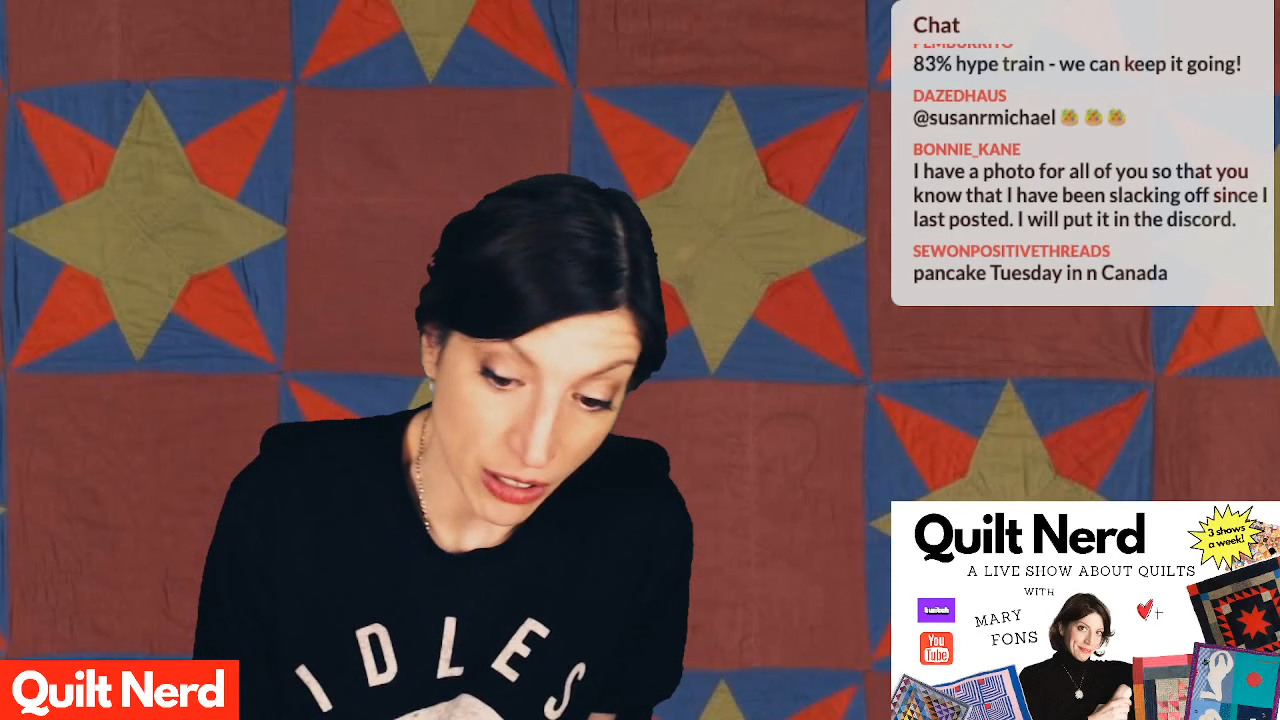 Chat
PEMBURRITO
83% hype train - we can keep it going!
DAZEDHAUS
@susanrmichael
BONNIE_KANE
I have a photo for all of you so that you
know that I have been slacking off since I
last posted. I will put it in the discord.
SEWONPOSITIVETHREADS
pancake Tuesday in n Canada
IDLES
Quilt Nerd
3 shows
a week!
A LIVE SHOW ABOUT QUILTS
WITH
MARY
FONS
twitch
You
Tube
Quilt Nerd